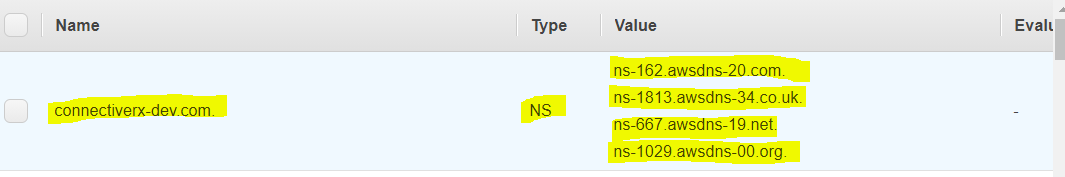 Name Type Value Evalu
connectiverx-dev.com. NS ns-162.awsdns-20.com.
ns-1813.awsdns-34.co.uk.
ns-667.awsdns-19.net.
ns-1029.awsdns-00.org.
-